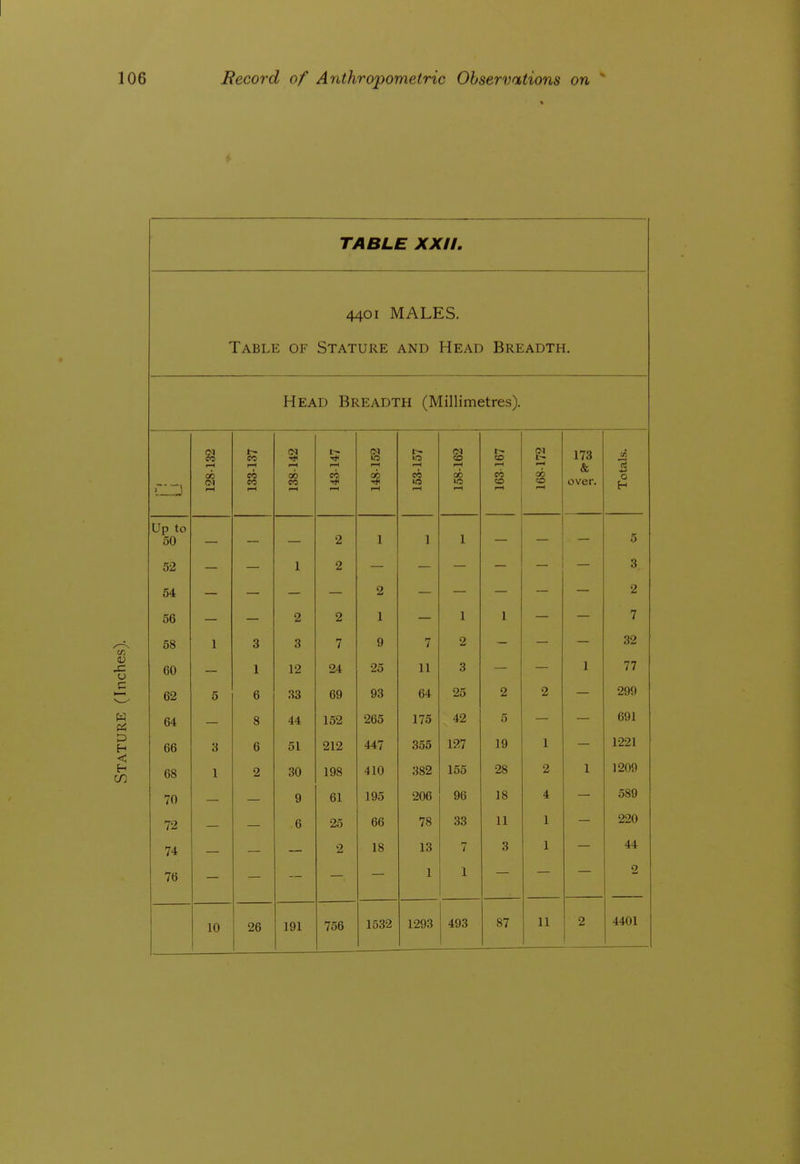 106 Record of Anthropometric Observations on
TABLE XXII.
4401 MALES.
TABLE OF STATURE AND HEAD BREADTH.
HEAD BREADTH (Millimetres).
128-132 133-137 138-142 143-147 148-152 153-157 158-162 163-167 168-172 173 & over. Totals.
STATURE (Inches).
Up to
50 — — — 2 1 1 1 — — — 5
52 — — 1 2 — — — — — — 3
54 — — — — 2 — — — — — 2
56 — — 2 2 1 — 1 1 — — 7
58 1 3 3 7 9 7 2 — — — 32
60 — 1 12 24 25 11 3 — — 1 77
62 5 6 33 69 93 64 25 2 2 — 299
64 — 8 44 152 265 175 42 5 — — 691
66 3 6 51 212 447 355 127 19 1 — 1221
68 1 2 30 198 410 382 155 28 2 1 1209
70 — — 9 61 195 206 96 18 4 — 589
72 — — 6 25 66 78 33 11 1 — 220
74 — — — 2 18 13 7 3 1 — 44
76 — — — — — 1 1 — — — 2
10 26 191 756 1532 1293 493 87 11 2 4401